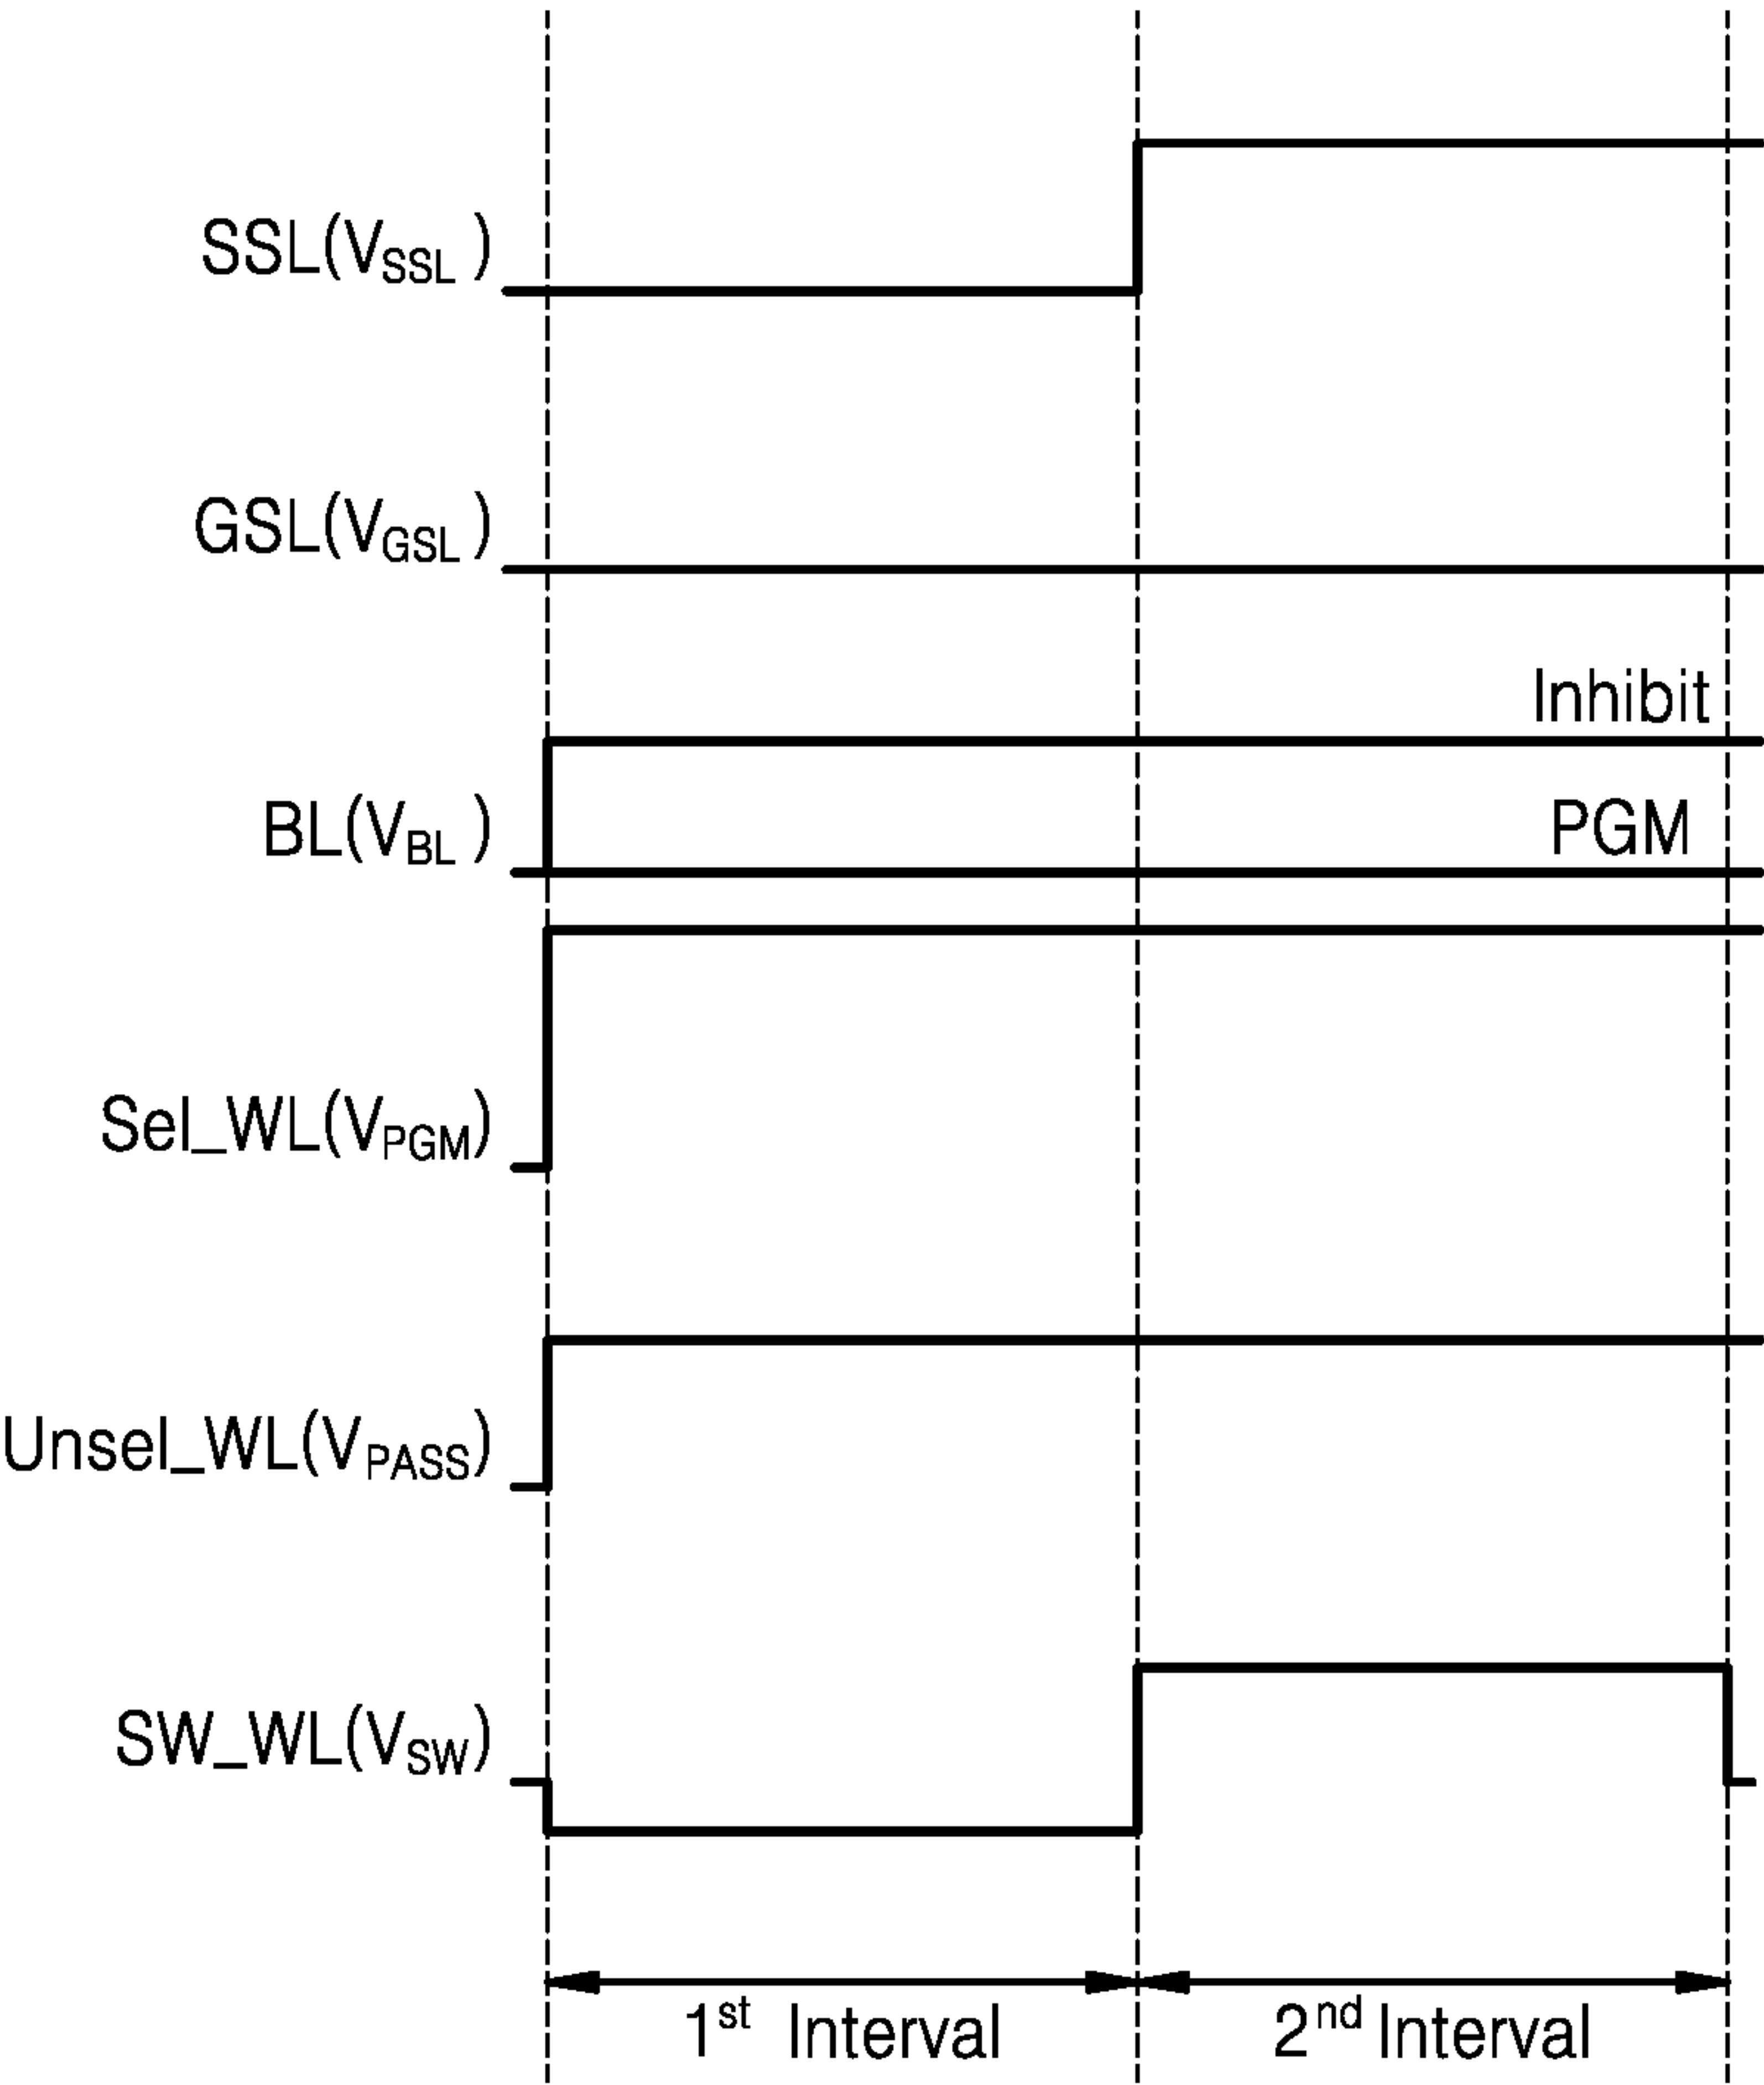 SSL(VSSL)
GSL(VGSL)
Inhibit
BL(VBL)
PGM
Sel_WL(VPGM)
Unsel_WL(VPASS)
SW_WL(VSW)
1st Interval
2nd Interval